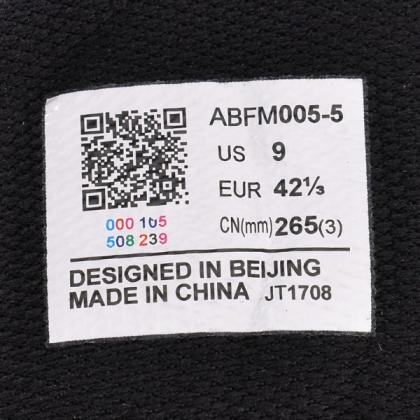 ABFM005-5
US 9
EUR 42⅓
000 105
508 239
CN(mm) 265(3)
DESIGNED IN BEIJING
MADE IN CHINA JT1708